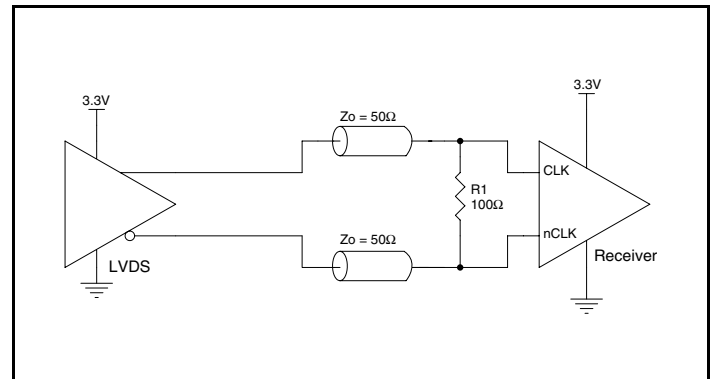 3.3V
3.3V
Zo = 50Ω
CLK
R1
100Ω
Zo = 50Ω
nCLK
Receiver
LVDS